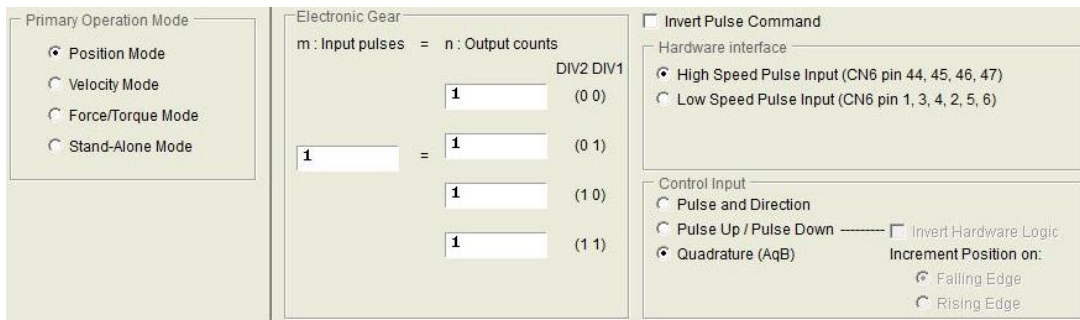 Primary Operation Mode
Position Mode
Velocity Mode
Force/Torque Mode
Stand-Alone Mode
Electronic Gear
m : Input pulses = n : Output counts
DIV2 DIV1
1 (0 0)
1 (0 1)
1 =
1 (1 0)
1 (1 1)
Invert Pulse Command
Hardware interface
High Speed Pulse Input (CN6 pin 44, 45, 46, 47)
Low Speed Pulse Input (CN6 pin 1, 3, 4, 2, 5, 6)
Control Input
Pulse and Direction
Pulse Up / Pulse Down --------- Invert Hardware Logic
Quadrature (AqB) Increment Position on:
Falling Edge
Rising Edge